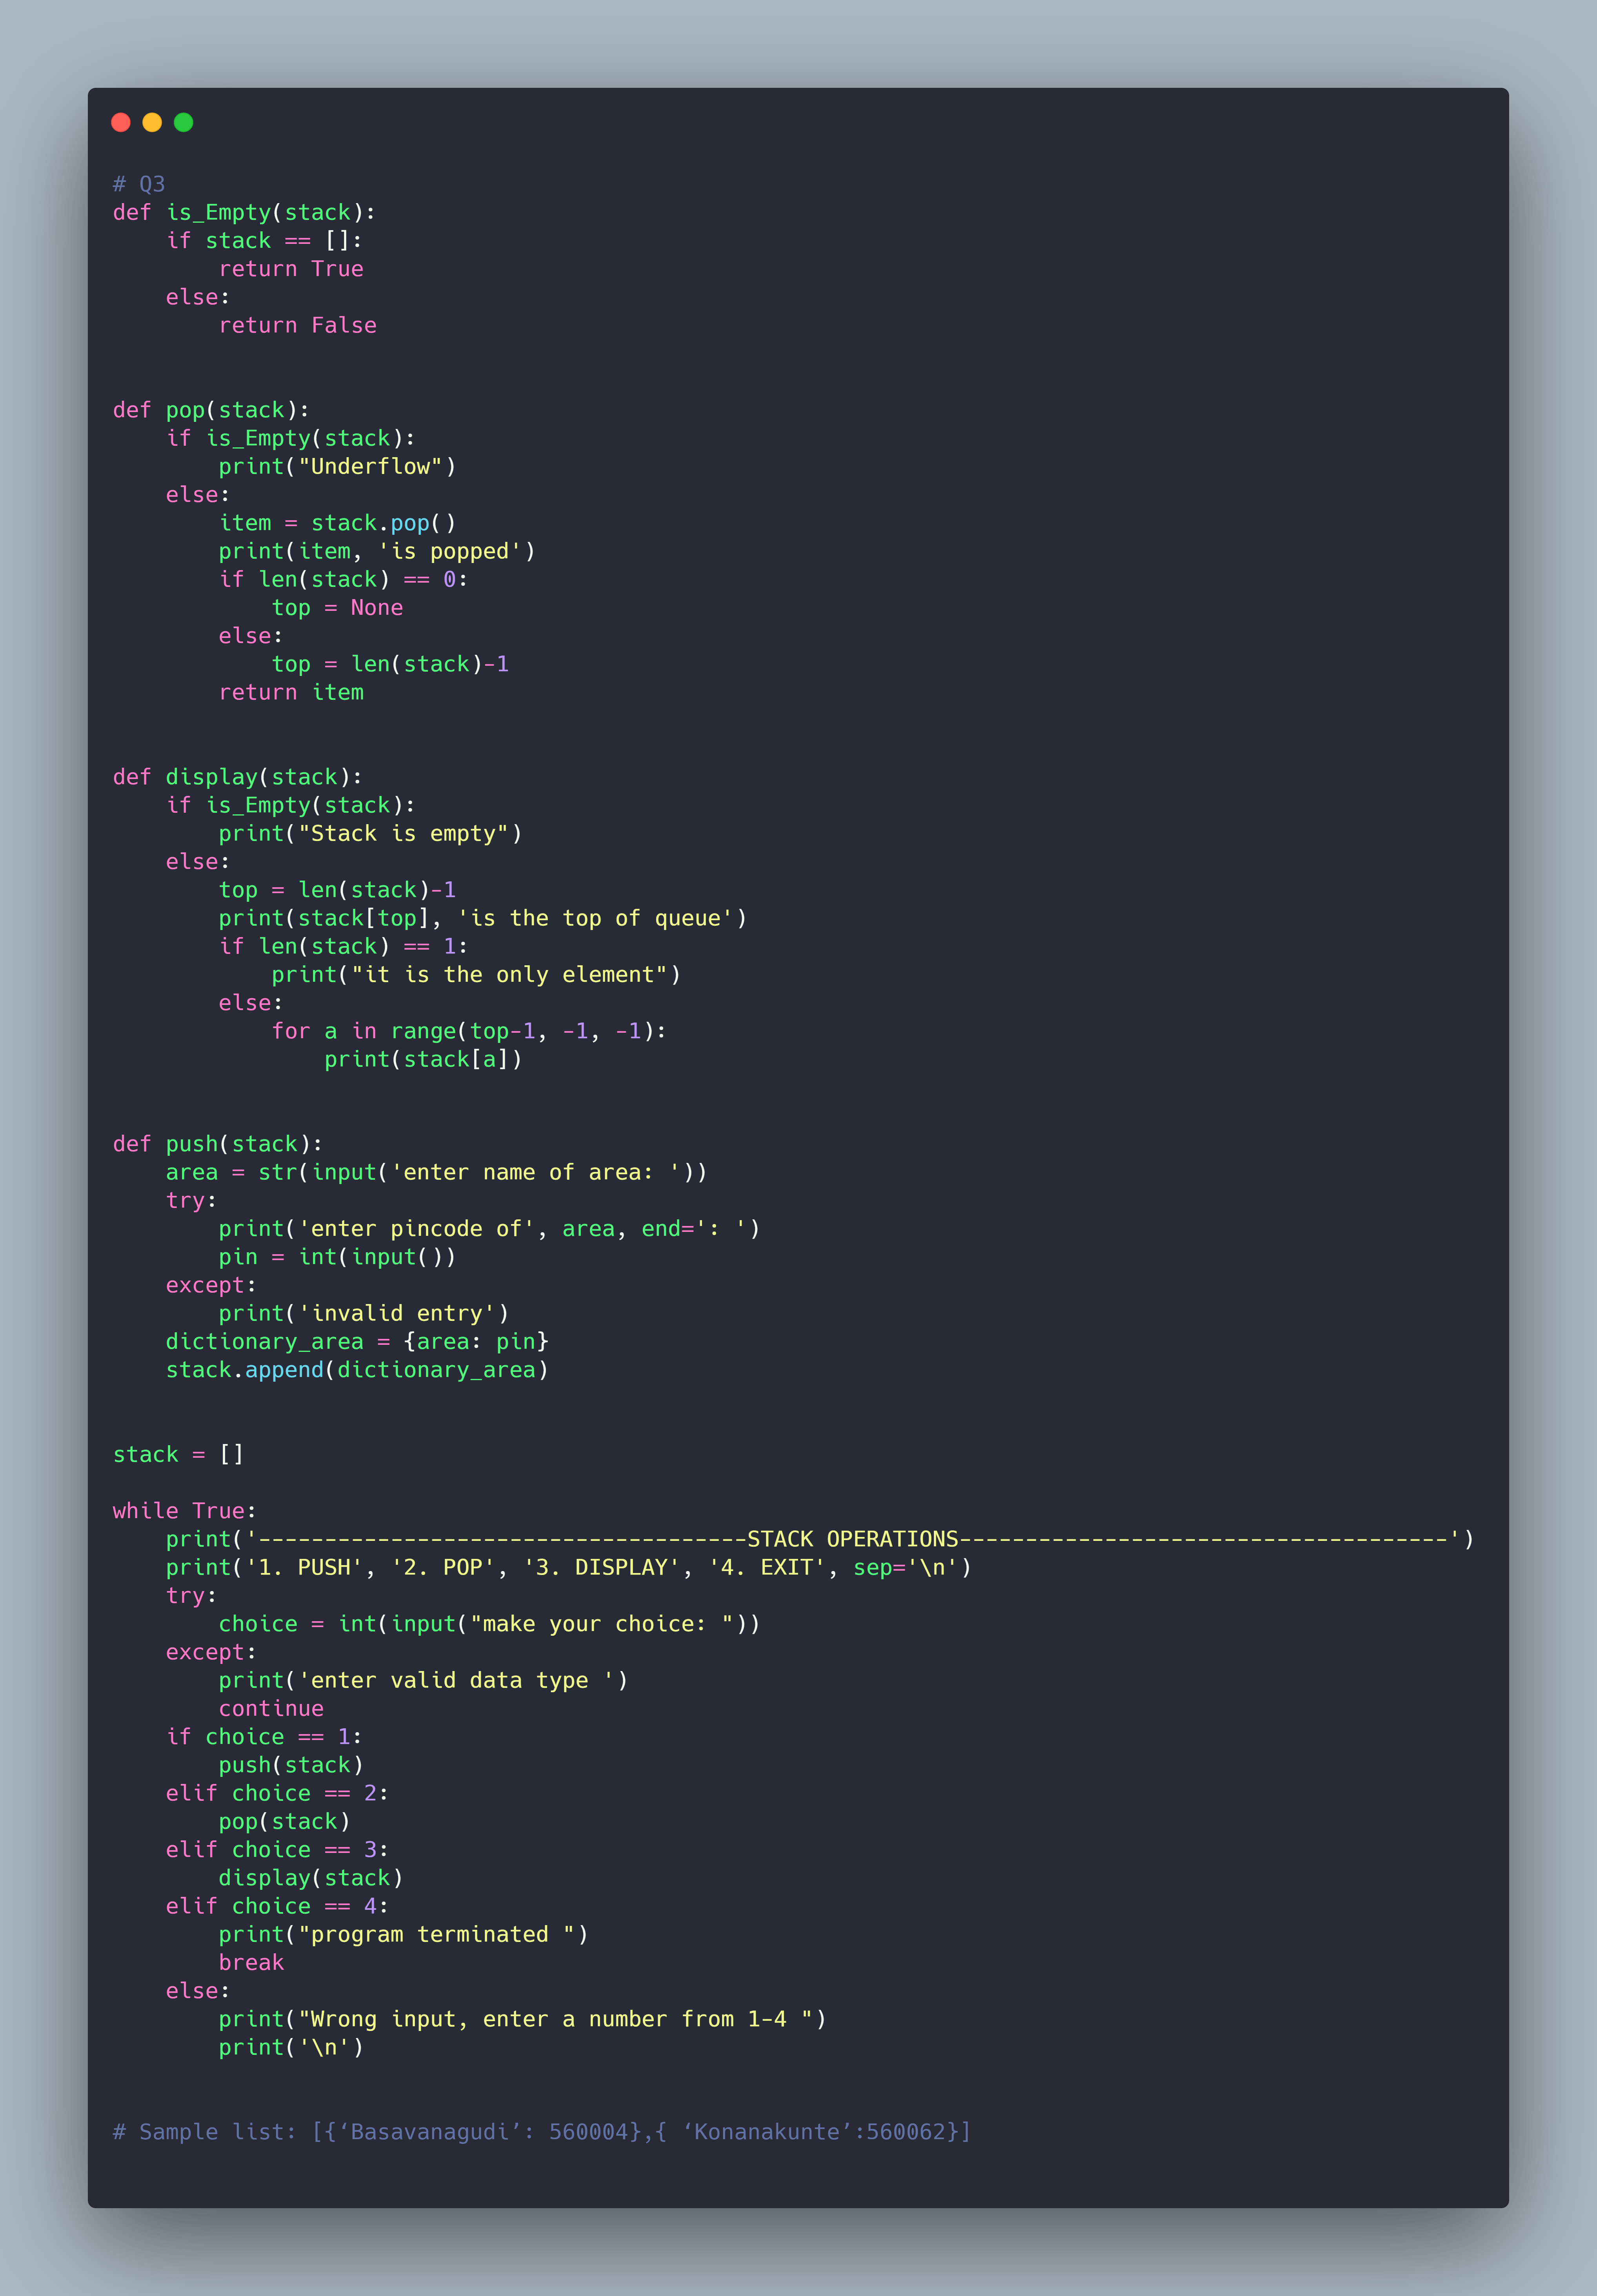 # Q3
def is_Empty(stack):
    if stack == []:
        return True
    else:
        return False
def pop(stack):
    if is_Empty(stack):
        print("Underflow")
    else:
        item = stack.pop()
        print(item, 'is popped')
        if len(stack) == 0:
            top = None
        else:
            top = len(stack)-1
        return item
def display(stack):
    if is_Empty(stack):
        print("Stack is empty")
    else:
        top = len(stack)-1
        print(stack[top], 'is the top of queue')
        if len(stack) == 1:
            print("it is the only element")
        else:
            for a in range(top-1, -1, -1):
                print(stack[a])
def push(stack):
    area = str(input('enter name of area: '))
    try:
        print('enter pincode of', area, end=': ')
        pin = int(input())
    except:
        print('invalid entry')
    dictionary_area = {area: pin}
    stack.append(dictionary_area)
stack = []
while True:
    print('-------------------------------------STACK OPERATIONS-------------------------------------')
    print('1. PUSH', '2. POP', '3. DISPLAY', '4. EXIT', sep='\n')
    try:
        choice = int(input("make your choice: "))
    except:
        print('enter valid data type ')
        continue
    if choice == 1:
        push(stack)
    elif choice == 2:
        pop(stack)
    elif choice == 3:
        display(stack)
    elif choice == 4:
        print("program terminated ")
        break
    else:
        print("Wrong input, enter a number from 1-4 ")
        print('\n')
# Sample list: [{‘Basavanagudi’: 560004},{ ‘Konanakunte’:560062}]